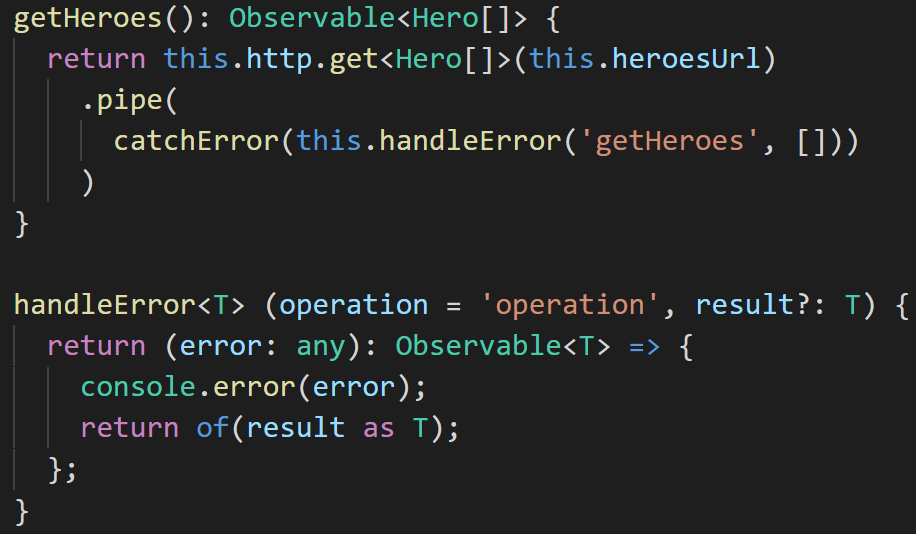 getHeroes(): Observable<Hero[]> {
  return this.http.get<Hero[]>(this.heroesUrl)
    .pipe(
      catchError(this.handleError('getHeroes', []))
    )
}

handleError<T> (operation = 'operation', result?: T) {
  return (error: any): Observable<T> => {
    console.error(error);
    return of(result as T);
  };
}